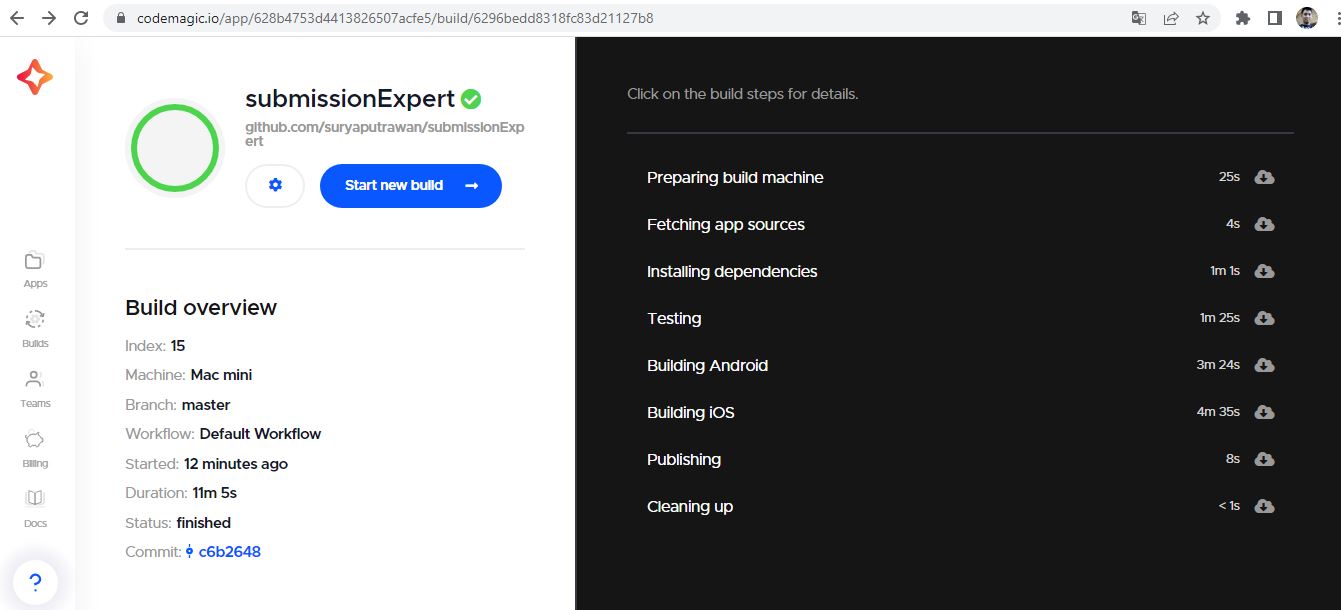 codemagic.io/app/628b4753d4413826507acfe5/build/6296bedd8318fc83d21127b8
submissionExpert
github.com/suryaputrawan/submissionExp
ert
Start new build
Build overview
Index: 15
Machine: Mac mini
Branch: master
Workflow: Default Workflow
Started: 12 minutes ago
Duration: 11m 5s
Status: finished
Commit: c6b2648
Apps
Builds
Teams
Billing
Docs
?
Click on the build steps for details.
Preparing build machine 25s
Fetching app sources 4s
Installing dependencies 1m 1s
Testing 1m 25s
Building Android 3m 24s
Building iOS 4m 35s
Publishing 8s
Cleaning up < 1s